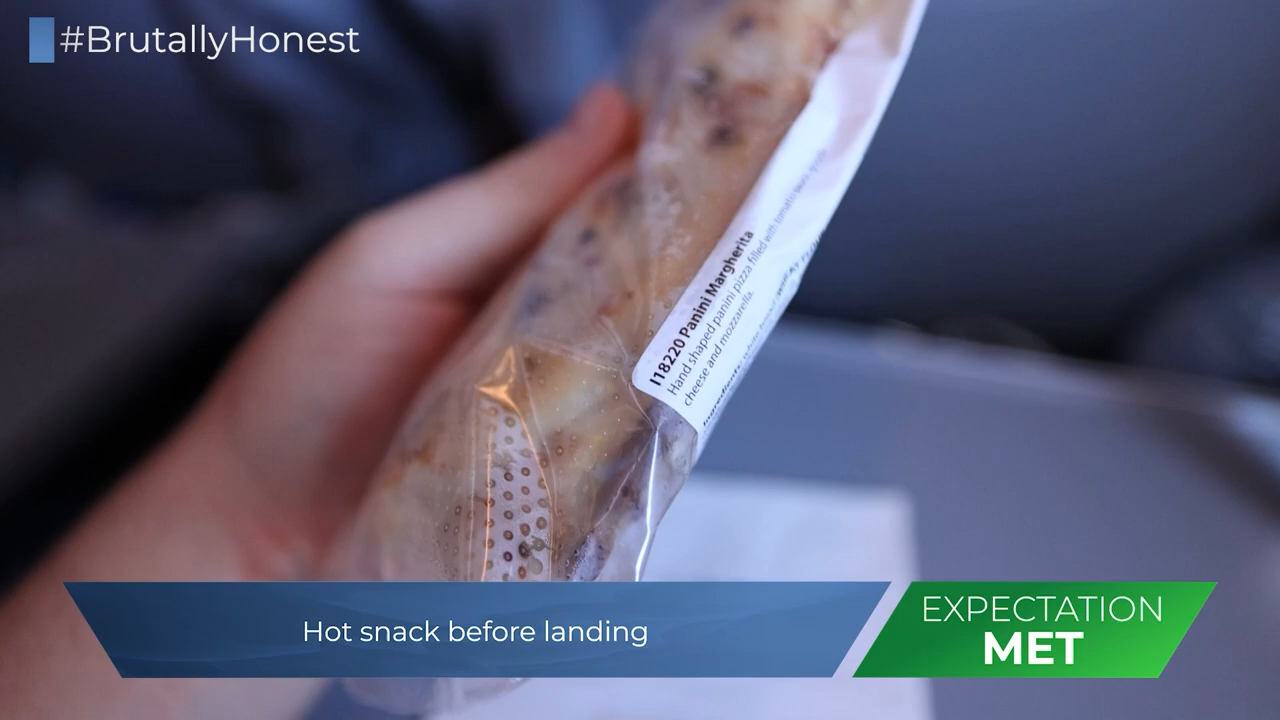 #BrutallyHonest
I18220 Panini Margherita
Hand shaped panini pizza filled with tomatto
cheese and mozzarella.
Ingredients:
Hot snack before landing
EXPECTATION
MET